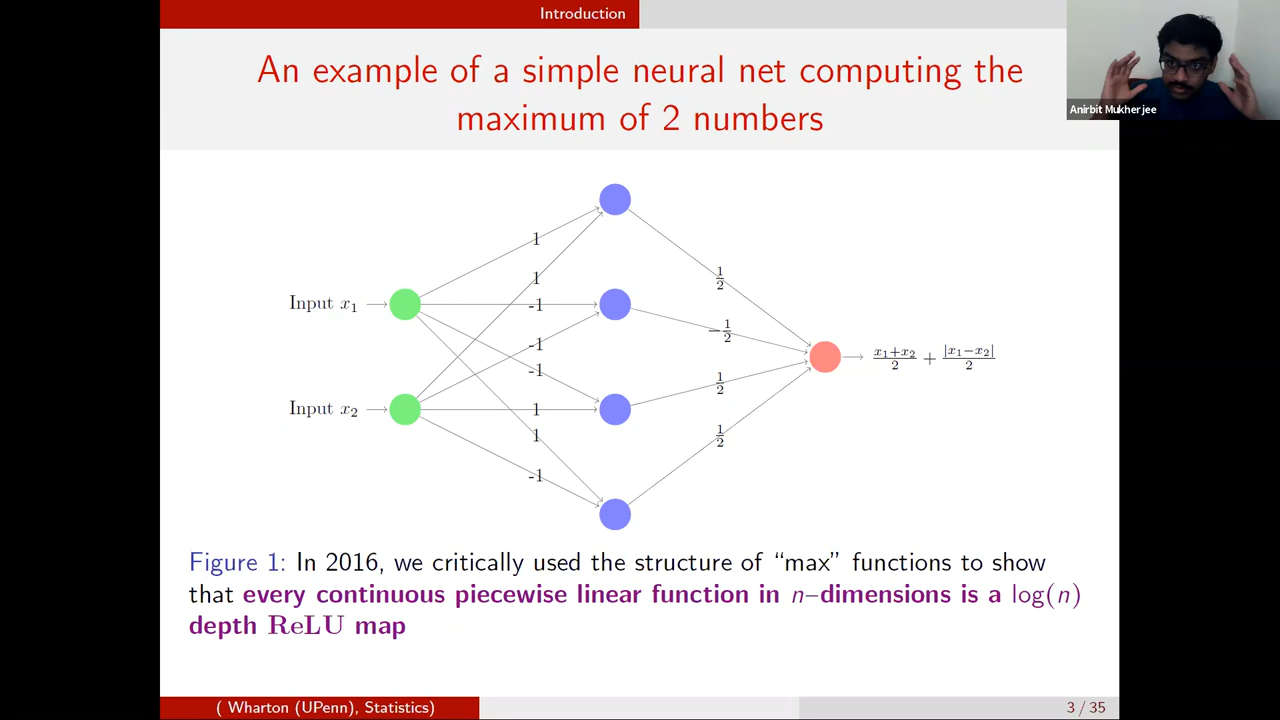 Introduction
An example of a simple neural net computing the
maximum of 2 numbers
Anirbit Mukherjee
1
1
-1
Input x₁
-1
-1
Input x₂
1
1
-1
1/2
-1/2
1/2
1/2
(x₁+x₂)/2 + |x₁−x₂|/2
Figure 1: In 2016, we critically used the structure of “max” functions to show
that every continuous piecewise linear function in n–dimensions is a log(n)
depth ReLU map
( Wharton (UPenn), Statistics)
3 / 35